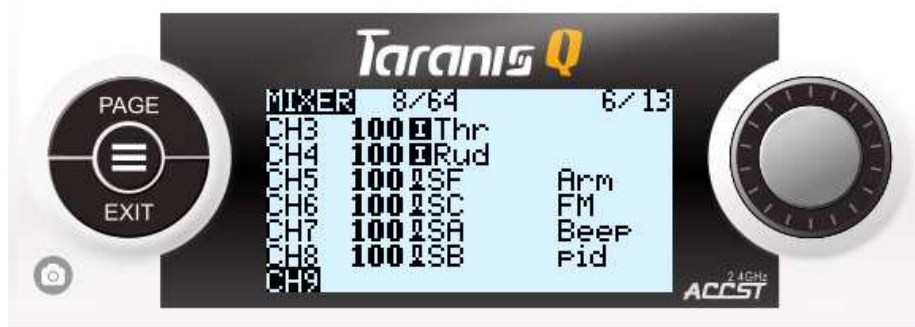 Taranis Q
PAGE
EXIT
MIXER 8/64 6/13
CH3 100 I Thr
CH4 100 I Rud
CH5 100 SF Arm
CH6 100 SC FM
CH7 100 SA Beep
CH8 100 SB pid
CH9
2.4GHz
ACCST